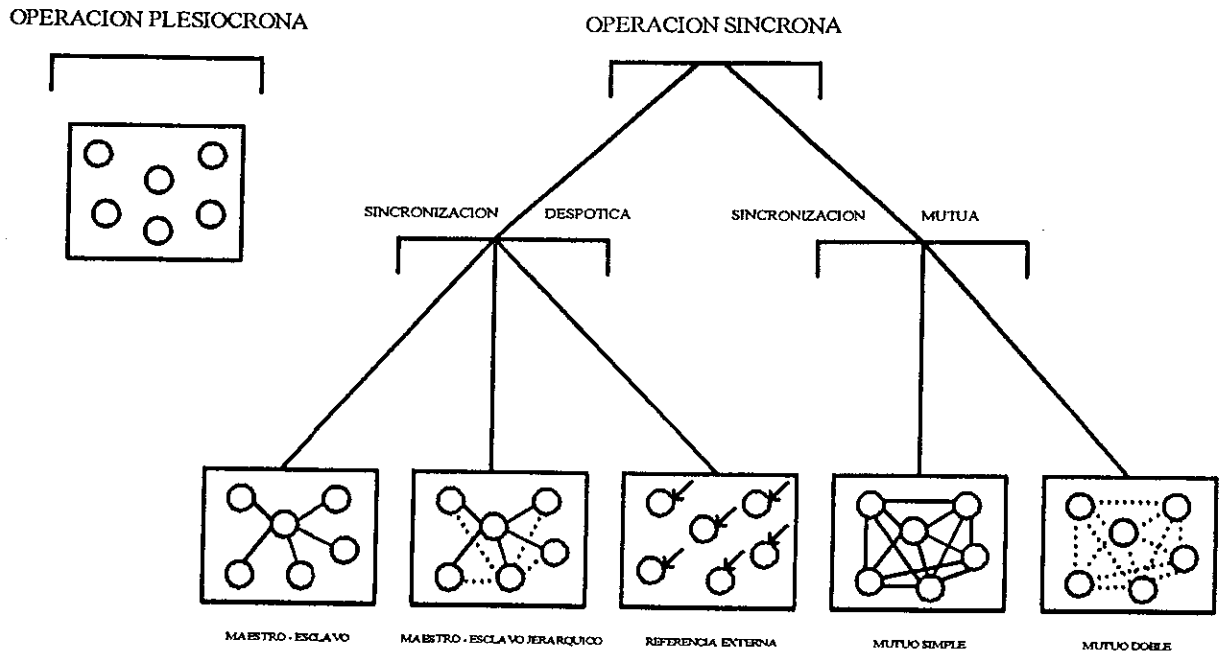 OPERACION PLESIOCRONA
OPERACION SINCRONA
SINCRONIZACION DESPOTICA
SINCRONIZACION MUTUA
MAESTRO - ESCLAVO
MAESTRO - ESCLAVO JERARQUICO
REFERENCIA EXTERNA
MUTUO SIMPLE
MUTUO DOBLE